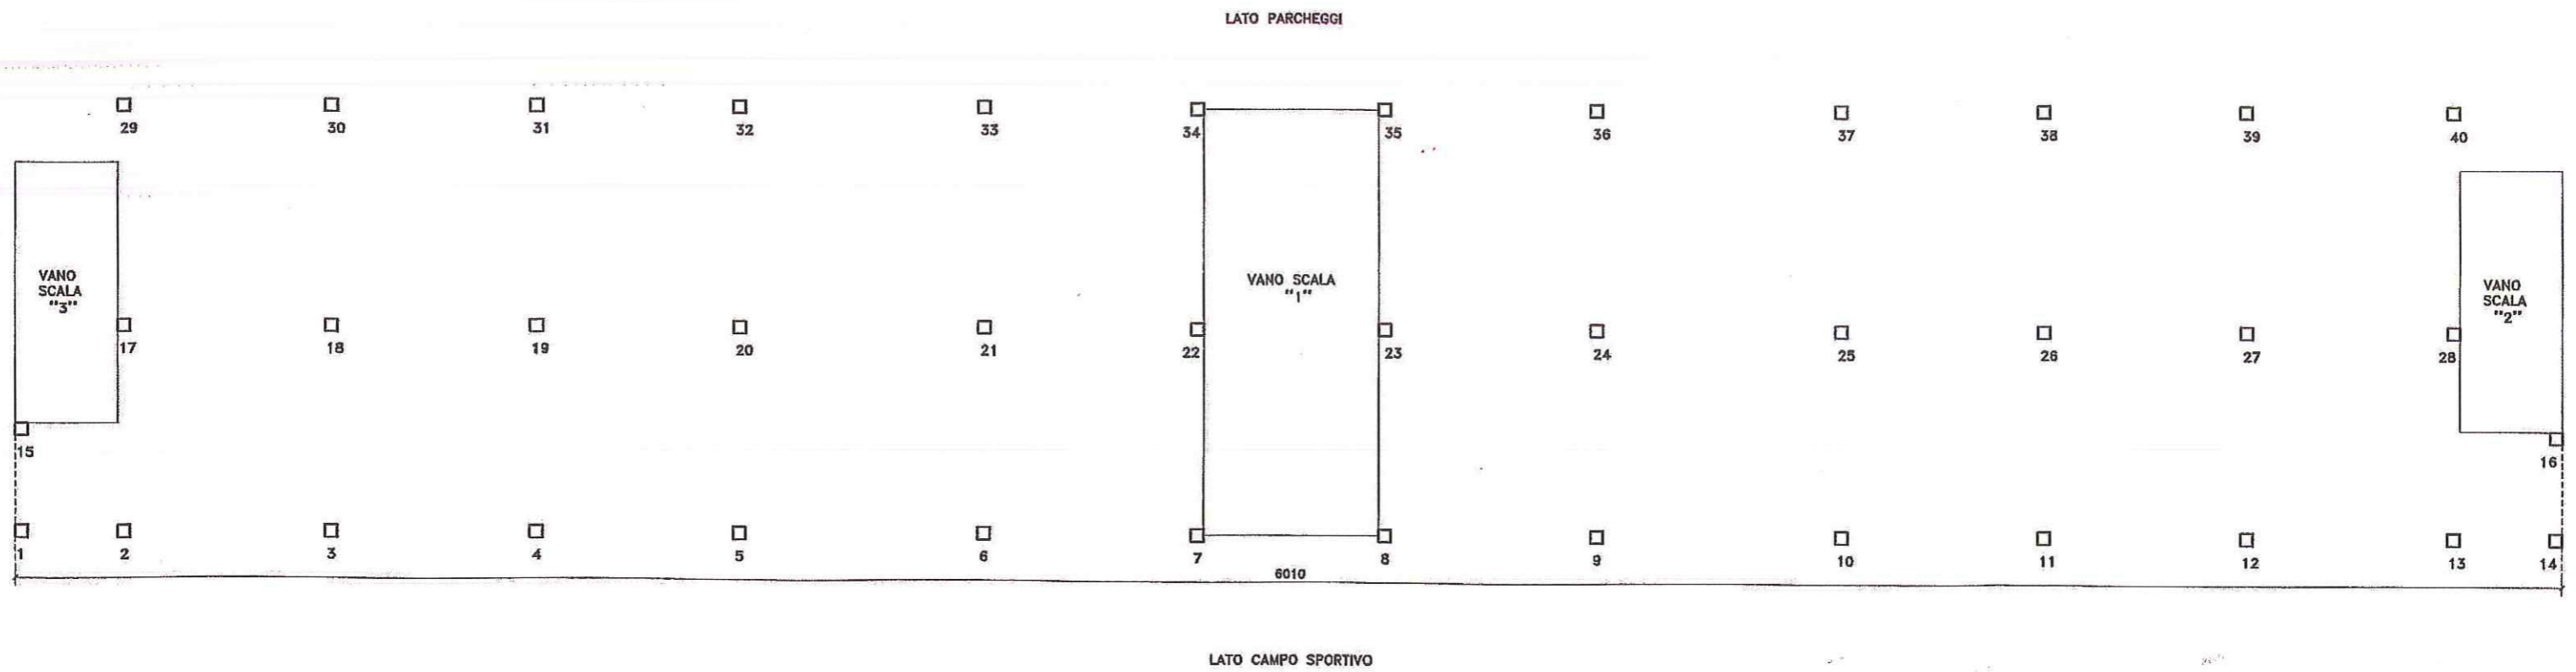 LATO PARCHEGGI
29 30 31 32 33 34 35 36 37 38 39 40
VANO
SCALA
"3"
VANO SCALA
"1"
VANO
SCALA
"2"
17 18 19 20 21 22 23 24 25 26 27 28
15
16
1 2 3 4 5 6 7 8 9 10 11 12 13 14
6010
LATO CAMPO SPORTIVO